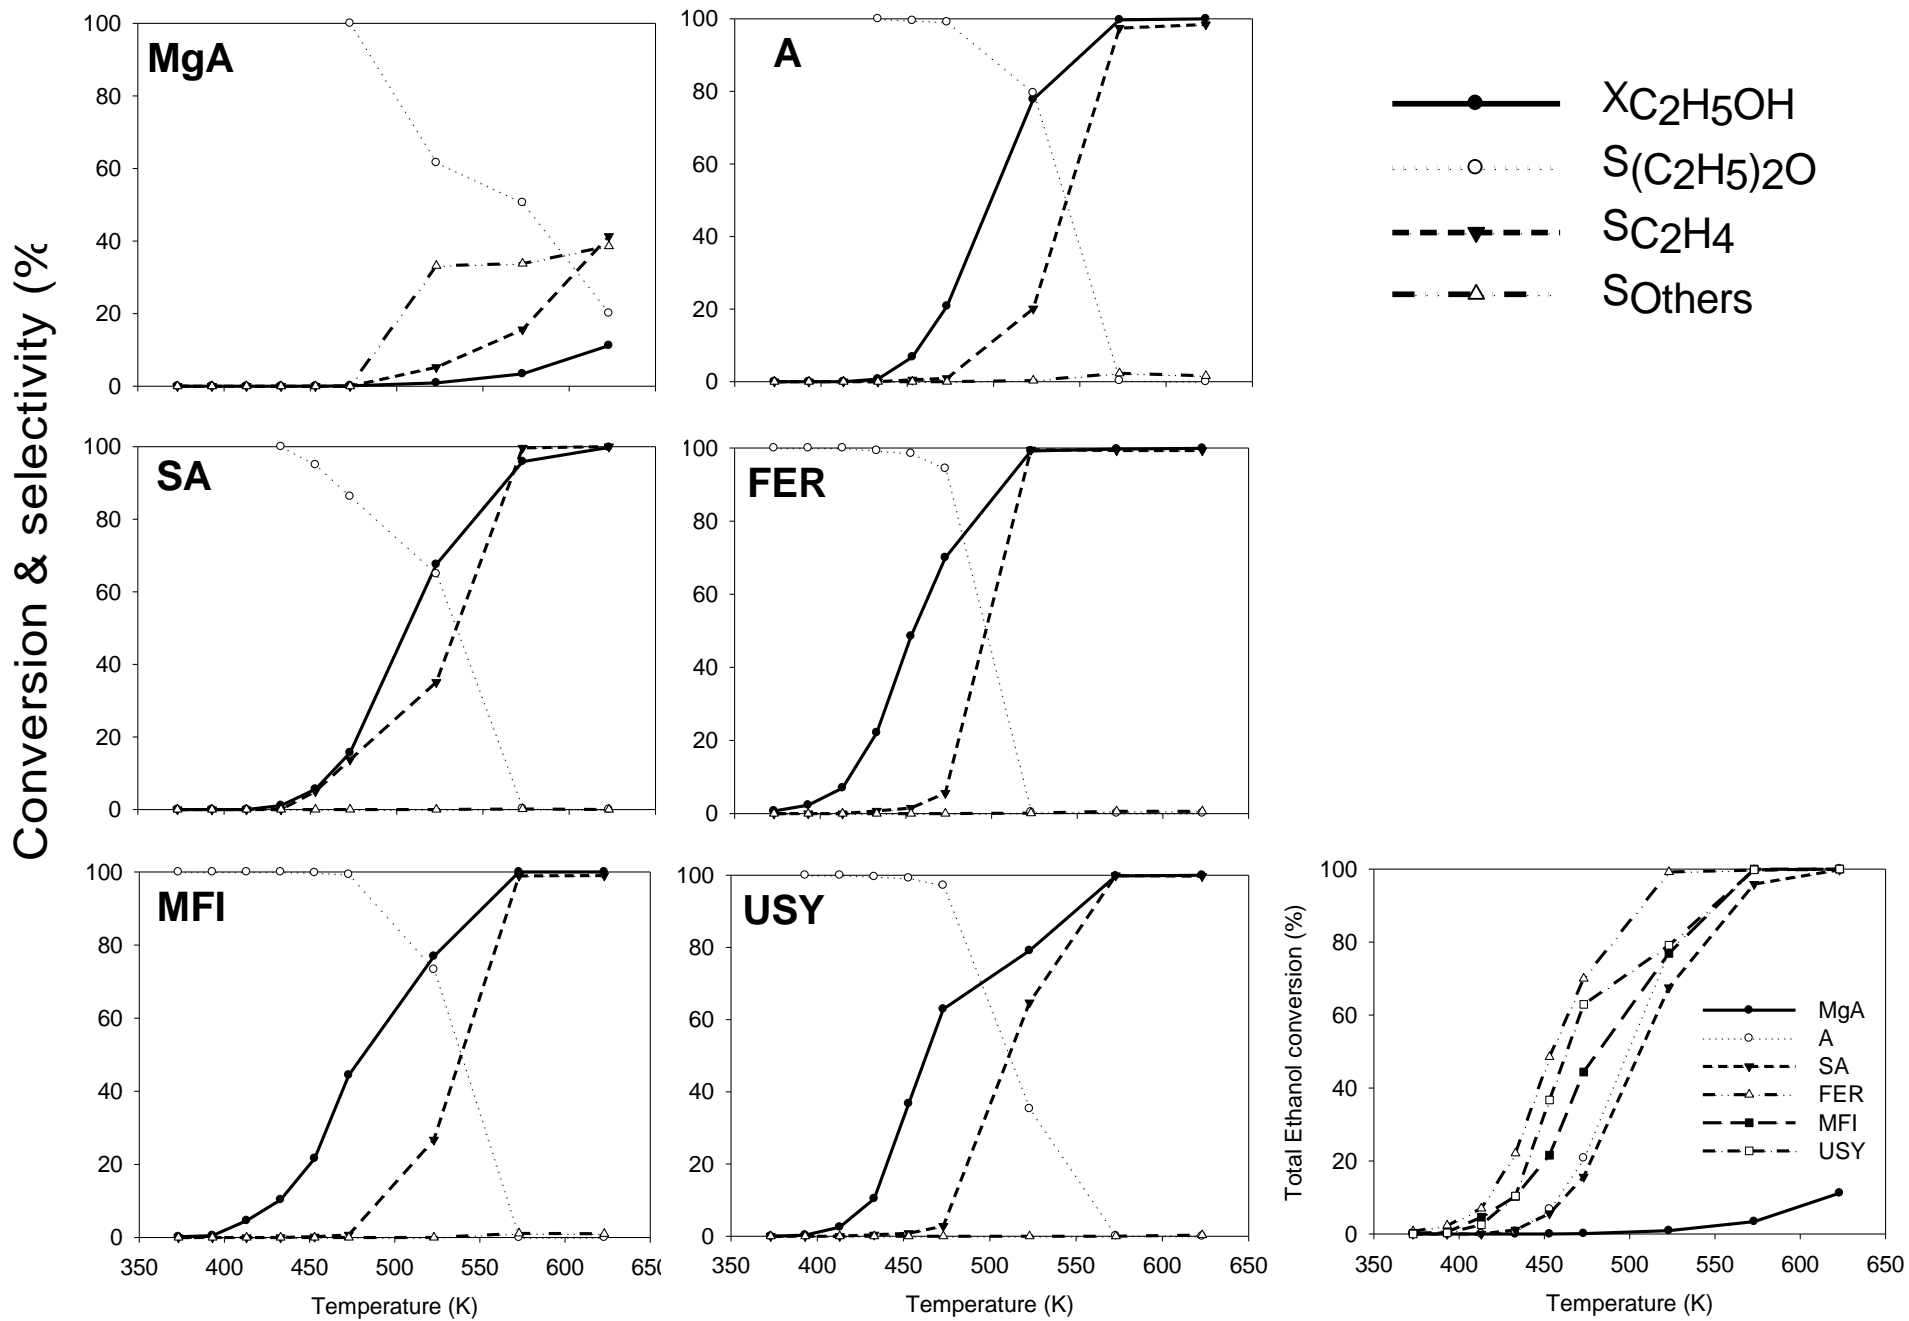 Conversion & selectivity (%
MgA
100
80
60
40
20
0
A
100
80
60
40
20
0
XC2H5OH
S(C2H5)2O
SC2H4
SOthers
SA
100
80
60
40
20
0
FER
100
80
60
40
20
0
MFI
100
80
60
40
20
0
350 400 450 500 550 600 650
Temperature (K)
USY
100
80
60
40
20
0
350 400 450 500 550 600 650
Temperature (K)
Total Ethanol conversion (%)
100
80
60
40
20
0
MgA
A
SA
FER
MFI
USY
350 400 450 500 550 600 650
Temperature (K)